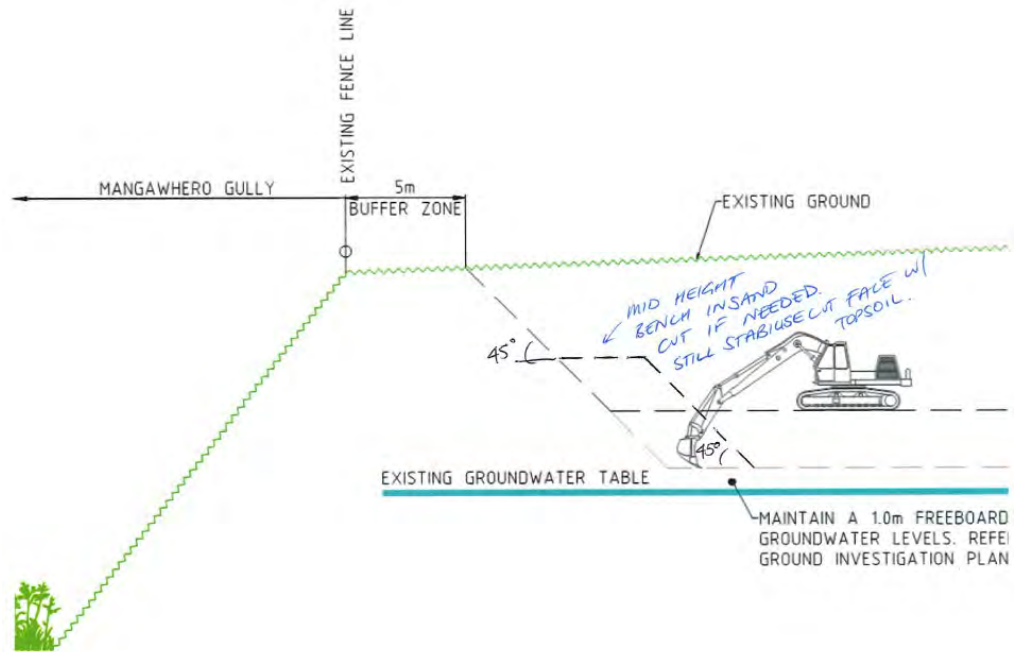 EXISTING FENCE LINE
MANGAWHERO GULLY
5m
BUFFER ZONE
EXISTING GROUND
MID HEIGHT
BENCH IN SAND
CUT IF NEEDED.
STILL STABILISE CUT FACE W/
TOPSOIL.
45°
45°
EXISTING GROUNDWATER TABLE
MAINTAIN A 1.0m FREEBOARD
GROUNDWATER LEVELS. REFE
GROUND INVESTIGATION PLAN